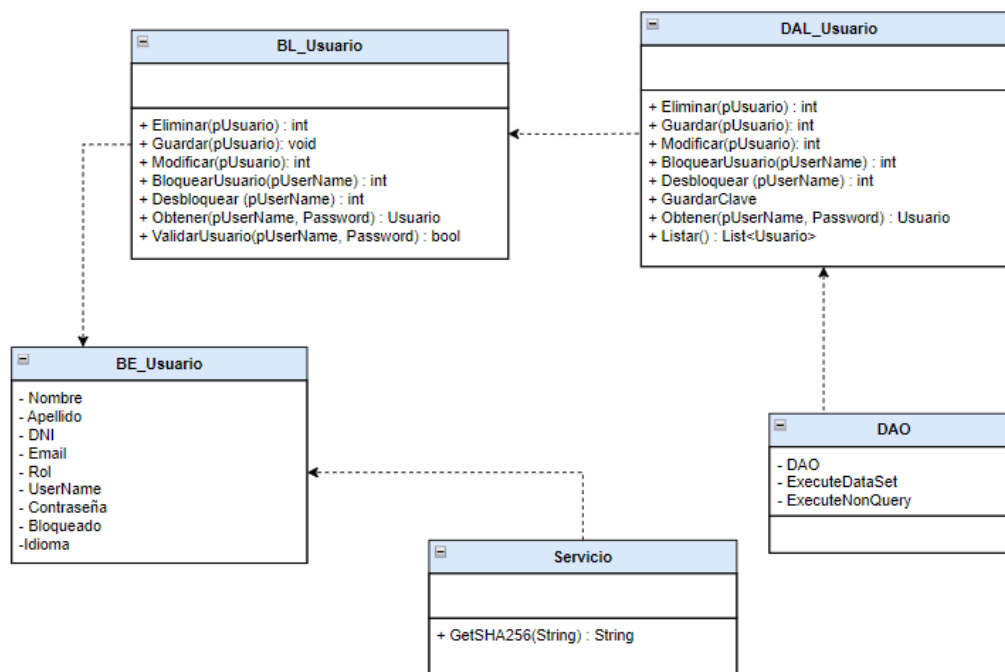 BL_Usuario
+ Eliminar(pUsuario) : int
+ Guardar(pUsuario): void
+ Modificar(pUsuario): int
+ BloquearUsuario(pUserName) : int
+ Desbloquear (pUserName) : int
+ Obtener(pUserName, Password) : Usuario
+ ValidarUsuario(pUserName, Password) : bool
DAL_Usuario
+ Eliminar(pUsuario) : int
+ Guardar(pUsuario): int
+ Modificar(pUsuario): int
+ BloquearUsuario(pUserName) : int
+ Desbloquear (pUserName) : int
+ GuardarClave
+ Obtener(pUserName, Password) : Usuario
+ Listar() : List<Usuario>
BE_Usuario
- Nombre
- Apellido
- DNI
- Email
- Rol
- UserName
- Contraseña
- Bloqueado
-Idioma
DAO
- DAO
- ExecuteDataSet
- ExecuteNonQuery
Servicio
+ GetSHA256(String) : String